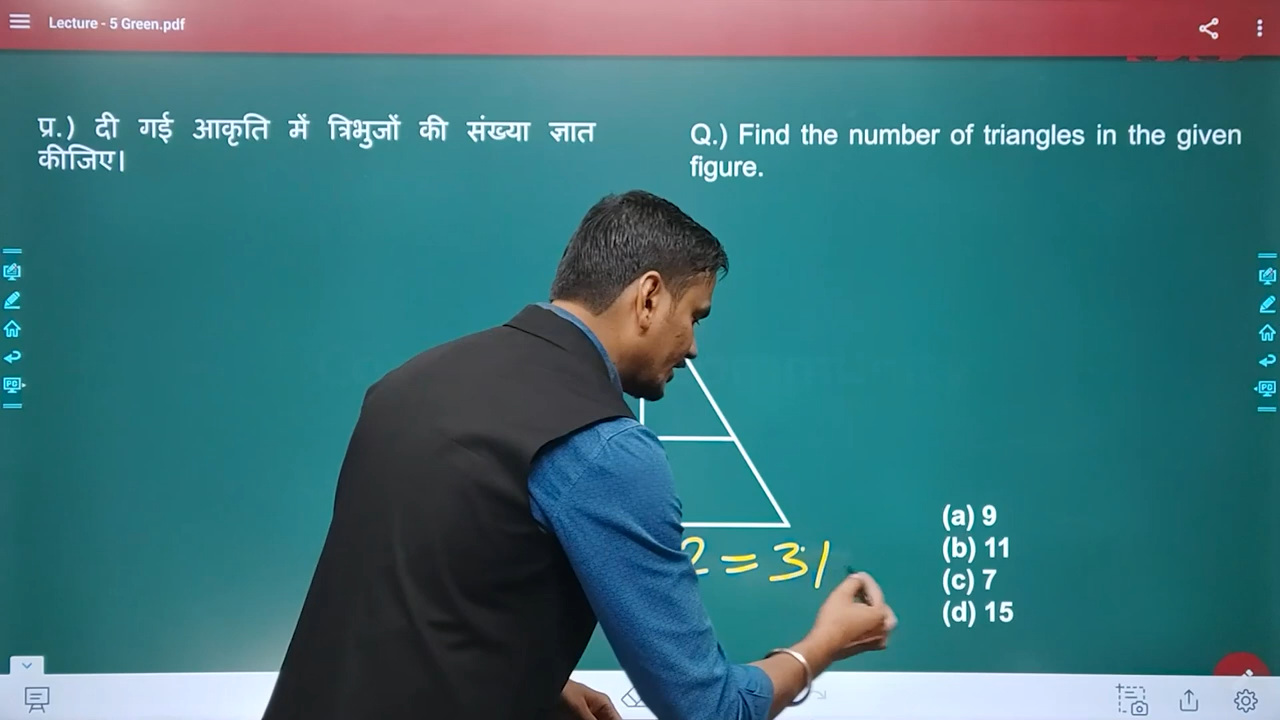 Lecture - 5 Green.pdf
प्र.) दी गई आकृति में त्रिभुजों की संख्या ज्ञात
कीजिए।
Q.) Find the number of triangles in the given
figure.
2 = 3
(a) 9
(b) 11
(c) 7
(d) 15